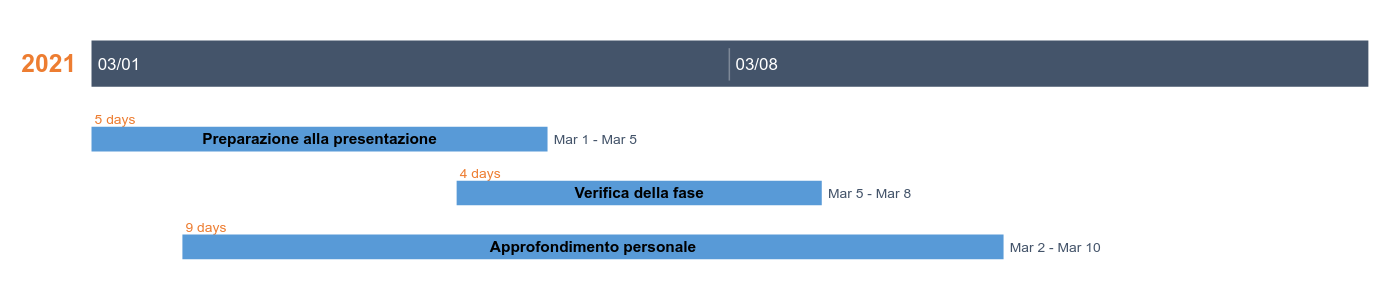 2021
03/01
03/08
5 days
Preparazione alla presentazione
Mar 1 - Mar 5
4 days
Verifica della fase
Mar 5 - Mar 8
9 days
Approfondimento personale
Mar 2 - Mar 10